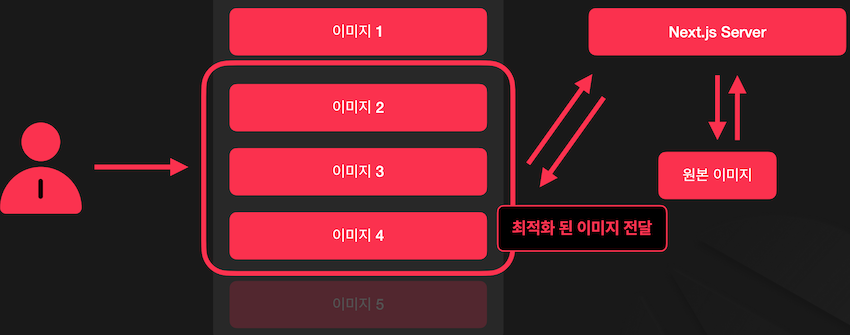 이미지 1
Next.js Server
이미지 2
이미지 3
원본 이미지
이미지 4
최적화 된 이미지 전달
이미지 5